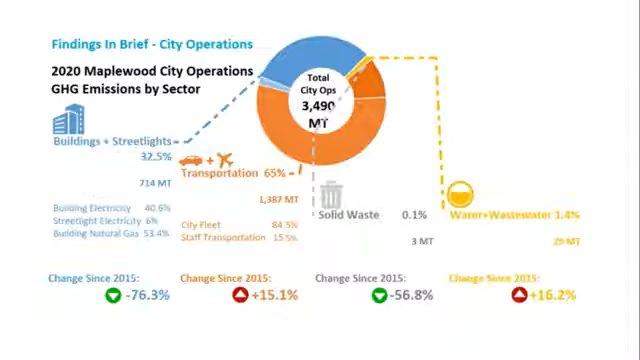 Findings In Brief - City Operations
2020 Maplewood City Operations
GHG Emissions by Sector
Total
City Ops
3,490
MT
Buildings + Streetlights
32.5%
714 MT
Building Electricity 40.6%
Streetlight Electricity 6%
Building Natural Gas 53.4%
Transportation 65%
1,387 MT
City Fleet 84.5%
Staff Transportation 15.5%
Solid Waste 0.1%
3 MT
Water+Wastewater 1.4%
29 MT
Change Since 2015:
-76.3%
Change Since 2015:
+15.1%
Change Since 2015:
-56.8%
Change Since 2015:
+16.2%